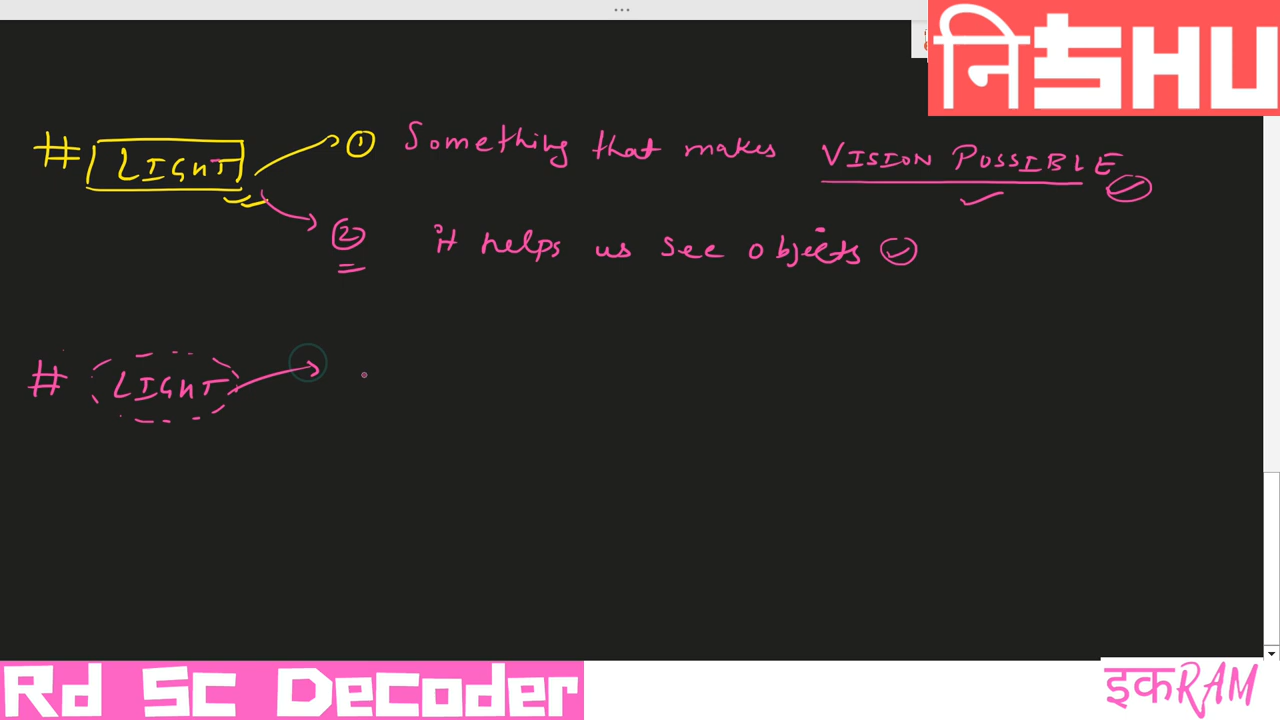 निSHU
# LIGHT ① Something that makes VISION POSSIBLE
② it helps us see objects
# LIGHT
Rd Sc Decoder
इकRAM